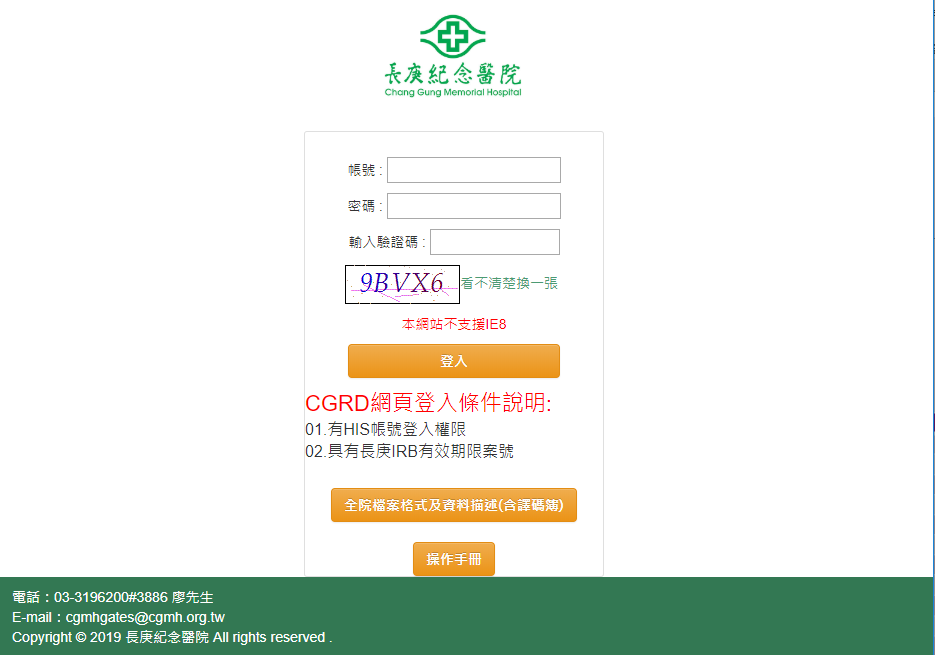 長庚紀念醫院
Chang Gung Memorial Hospital
帳號 :
密碼 :
輸入驗證碼 :
9BVX6 看不清楚換一張
本網站不支援IE8
登入
CGRD網頁登入條件說明:
01.有HIS帳號登入權限
02.具有長庚IRB有效期限案號
全院檔案格式及資料描述(含譯碼簿)
操作手冊
電話：03-3196200#3886 廖先生
E-mail：cgmhgates@cgmh.org.tw
Copyright © 2019 長庚紀念醫院 All rights reserved .